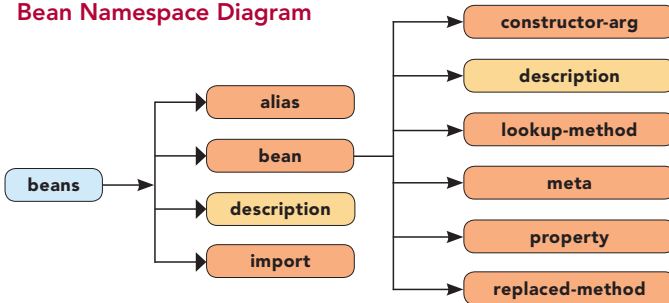 Bean Namespace Diagram
beans
alias
bean
description
import
constructor-arg
description
lookup-method
meta
property
replaced-method